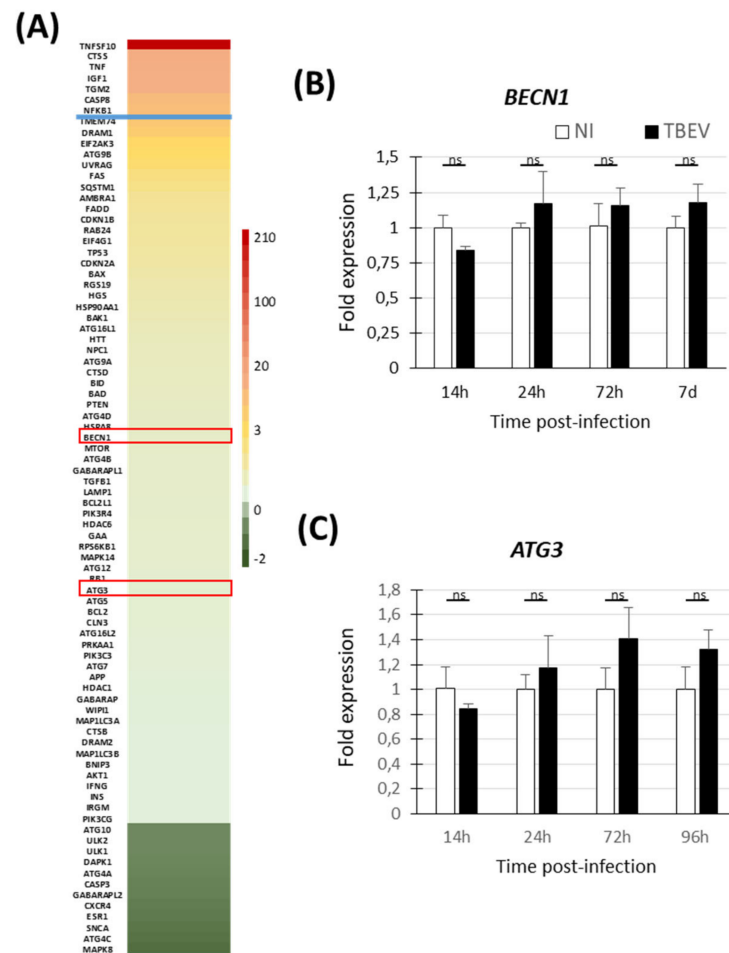 (A)
TNFSF10
CTSS
TNF
IGF1
TGM2
CASP8
NFKB1
TMEM74
DRAM1
EIF2AK3
ATG9B
UVRAG
FAS
SQSTM1
AMBRA1
FADD
CDKN1B
RAB24
EIF4G1
TP53
CDKN2A
BAX
RGS19
HGS
HSP90AA1
BAK1
ATG16L1
HTT
NPC1
ATG9A
CTSD
BID
BAD
PTEN
ATG4D
HSPA8
BECN1
MTOR
ATG4B
GABARAPL1
TGFB1
LAMP1
BCL2L1
PIK3R4
HDAC6
GAA
RPS6KB1
MAPK14
ATG12
RB1
ATG3
ATG5
BCL2
CLN3
ATG16L2
PRKAA1
PIK3C3
ATG7
APP
HDAC1
GABARAP
WIPI1
MAP1LC3A
CTSB
DRAM2
MAP1LC3B
BNIP3
AKT1
IFNG
INS
IRGM
PIK3CG
ATG10
ULK2
ULK1
DAPK1
ATG4A
CASP3
GABARAPL2
CXCR4
ESR1
SNCA
ATG4C
MAPK8
210
100
20
3
0
-2
(B)
BECN1
NI TBEV
Fold expression
1,5
1,25
1
0,75
0,5
0,25
0
ns ns ns ns
14h 24h 72h 7d
Time post-infection
(C)
ATG3
Fold expression
1,8
1,6
1,4
1,2
1
0,8
0,6
0,4
0,2
0
ns ns ns ns
14h 24h 72h 96h
Time post-infection